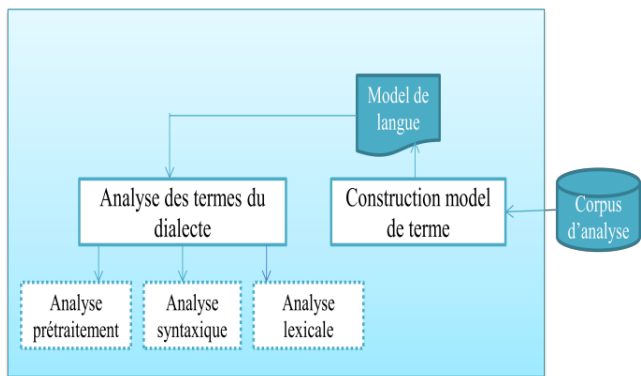 Model de
langue
Analyse des termes du
dialecte
Construction model
de terme
Corpus
d'analyse
Analyse
prétraitement
Analyse
syntaxique
Analyse
lexicale